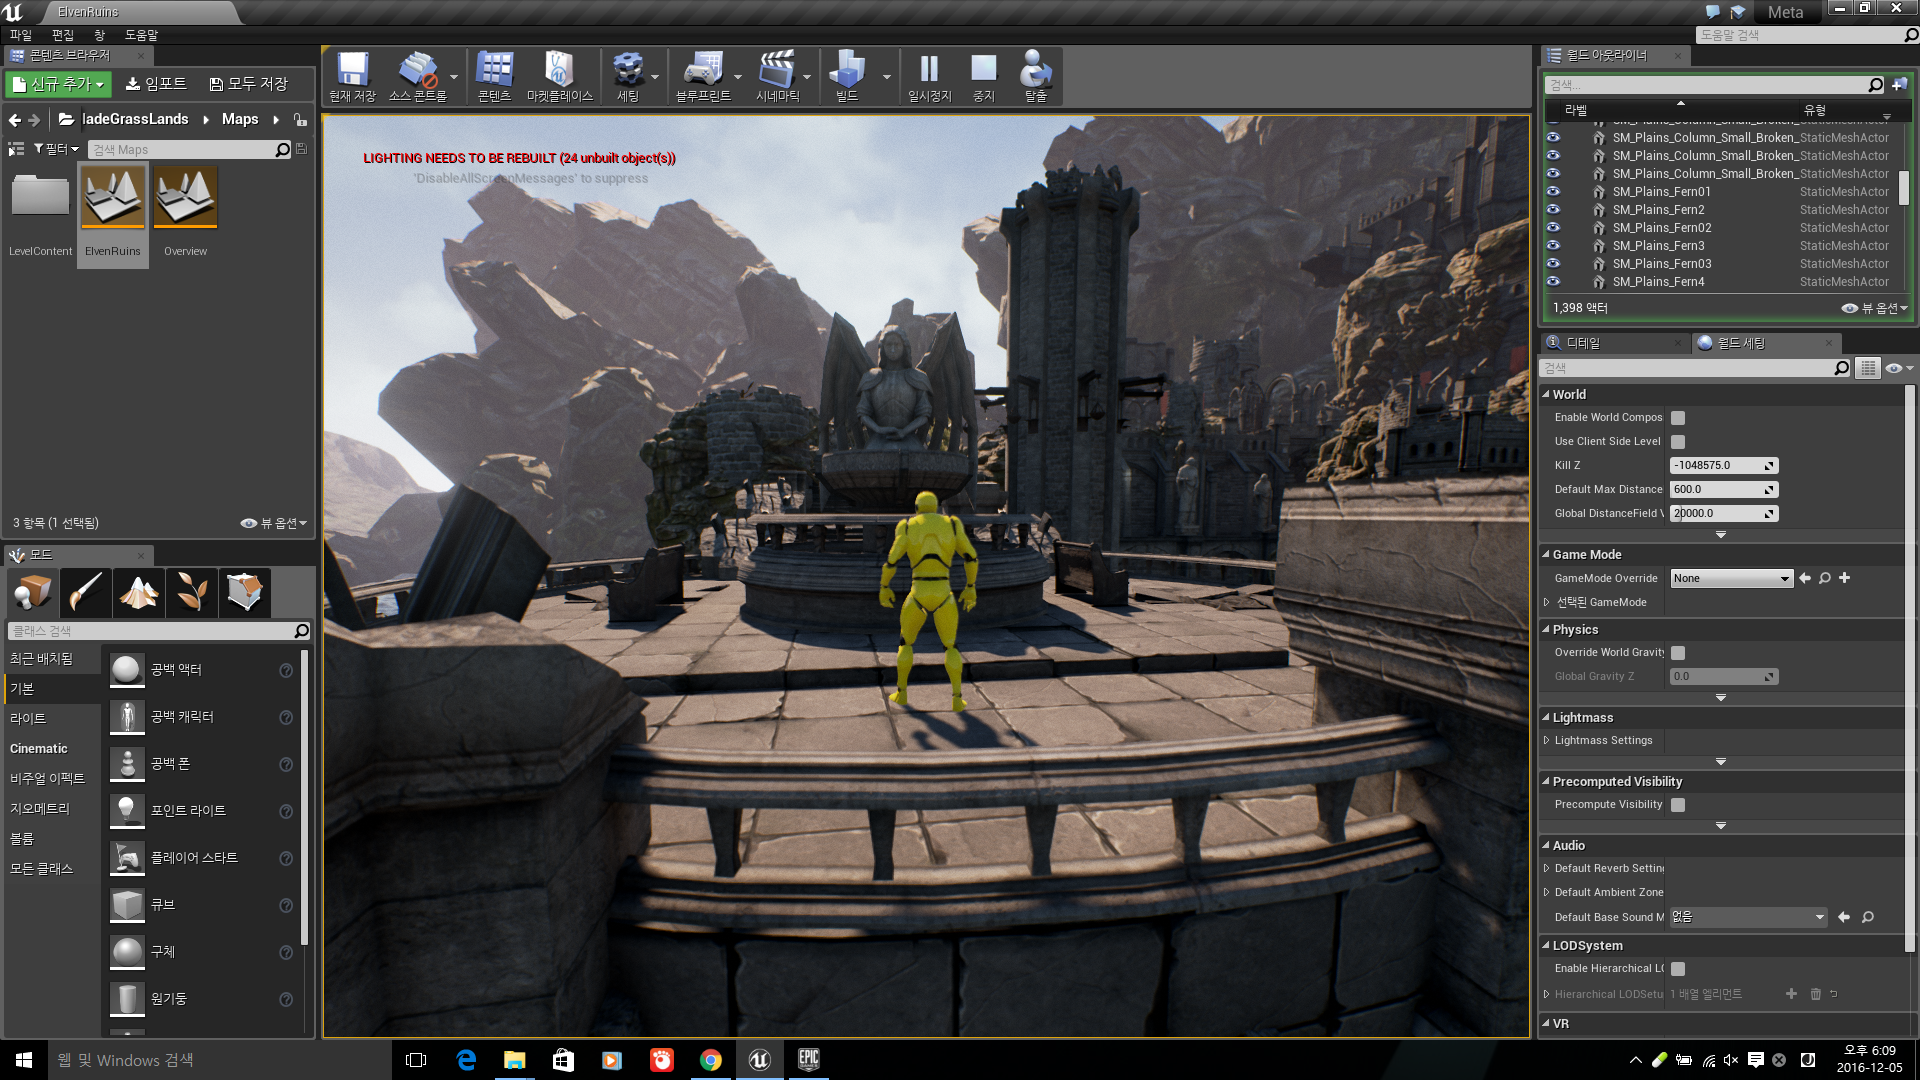 ElvenRuins
Meta
파일 편집 창 도움말
도움말 검색
콘텐츠 브라우저
신규 추가
임포트
모두 저장
ladeGrassLands
Maps
필터
검색 Maps
LevelContent
ElvenRuins
Overview
3 항목 (1 선택됨)
뷰 옵션
모드
클래스 검색
최근 배치됨
기본
라이트
Cinematic
비주얼 이펙트
지오메트리
볼륨
모든 클래스
공백 액터
공백 캐릭터
공백 폰
포인트 라이트
플레이어 스타트
큐브
구체
원기둥
현재 저장
소스 콘트롤
콘텐츠
마켓플레이스
세팅
블루프린트
시네마틱
빌드
일시정지
중지
탈출
LIGHTING NEEDS TO BE REBUILT (24 unbuilt object(s))
'DisableAllScreenMessages' to suppress
월드 아웃라이너
검색...
라벨 유형
SM_Plains_Column_Small_Broken_ StaticMeshActor
SM_Plains_Column_Small_Broken_ StaticMeshActor
SM_Plains_Column_Small_Broken_ StaticMeshActor
SM_Plains_Column_Small_Broken_ StaticMeshActor
SM_Plains_Fern01 StaticMeshActor
SM_Plains_Fern2 StaticMeshActor
SM_Plains_Fern02 StaticMeshActor
SM_Plains_Fern3 StaticMeshActor
SM_Plains_Fern03 StaticMeshActor
SM_Plains_Fern4 StaticMeshActor
1,398 액터
뷰 옵션
디테일
월드 세팅
검색
World
Enable World Compos
Use Client Side Level
Kill Z -1048575.0
Default Max Distance 600.0
Global DistanceField V 20000.0
Game Mode
GameMode Override None
선택된 GameMode
Physics
Override World Gravity
Global Gravity Z 0.0
Lightmass
Lightmass Settings
Precomputed Visibility
Precompute Visibility
Audio
Default Reverb Setting
Default Ambient Zone
Default Base Sound M 없음
LODSystem
Enable Hierarchical LO
Hierarchical LODSetu 1 배열 엘리먼트
VR
웹 및 Windows 검색
EPIC
GAMES
오후 6:09
2016-12-05